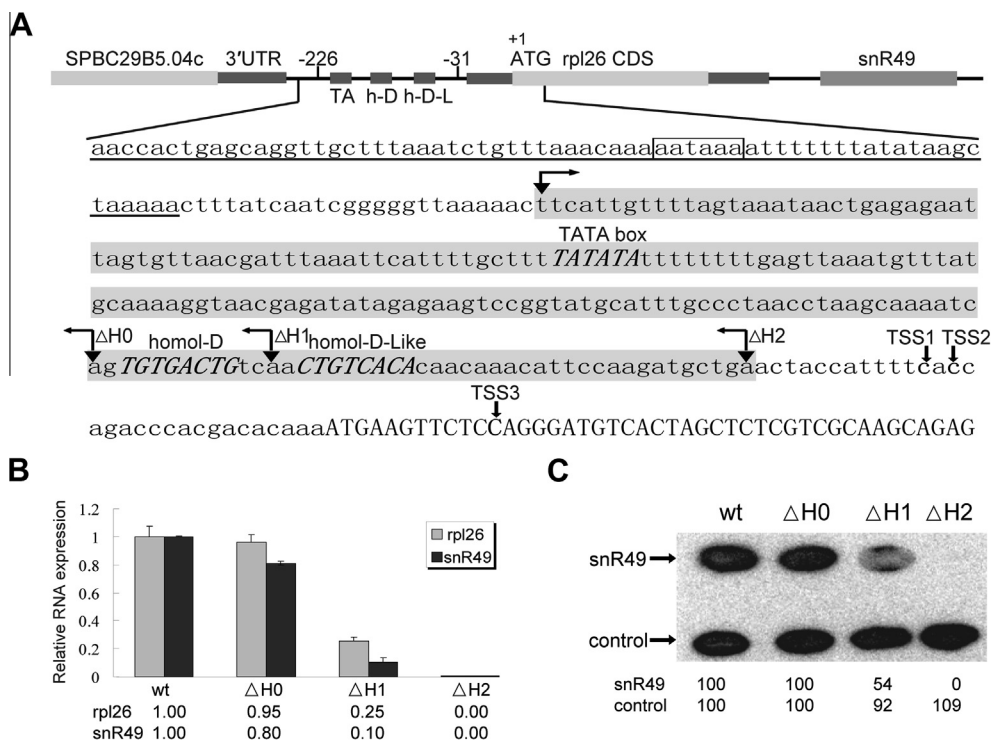 A
SPBC29B5.04c 3′UTR -226 -31 +1 ATG rpl26 CDS snR49
TA h-D h-D-L
aaccactgagcaggttgctttaaatctgtttaaacaaaaataaaatttttttatataagc
taaaaactttatcaatcgggggttaaaaacttcattgttttagtaaataactgagagaat
TATA box
tagtgttaacgatttaaattcattttgctttTATATAttttttttgagttaaatgtttat
gcaaaaggtaacgagatatagagaagtccggtatgcatttgccctaacctaagcaaaatc
△H0 homol-D △H1 homol-D-Like △H2 TSS1 TSS2
agTGTGACTGtcaaCTGTCACAcaacaaacattccaagatgctgaactaccattttcacc
TSS3
agacccacgacacaaaATGAAGTTCTCCAGGGATGTCACTAGCTCTCGTCGCAAGCAGAG
B
Relative RNA expression
1.2
1
0.8
0.6
0.4
0.2
0
rpl26
snR49
wt △H0 △H1 △H2
rpl26 1.00 0.95 0.25 0.00
snR49 1.00 0.80 0.10 0.00
C
wt △H0 △H1 △H2
snR49
control
snR49 100 100 54 0
control 100 100 92 109